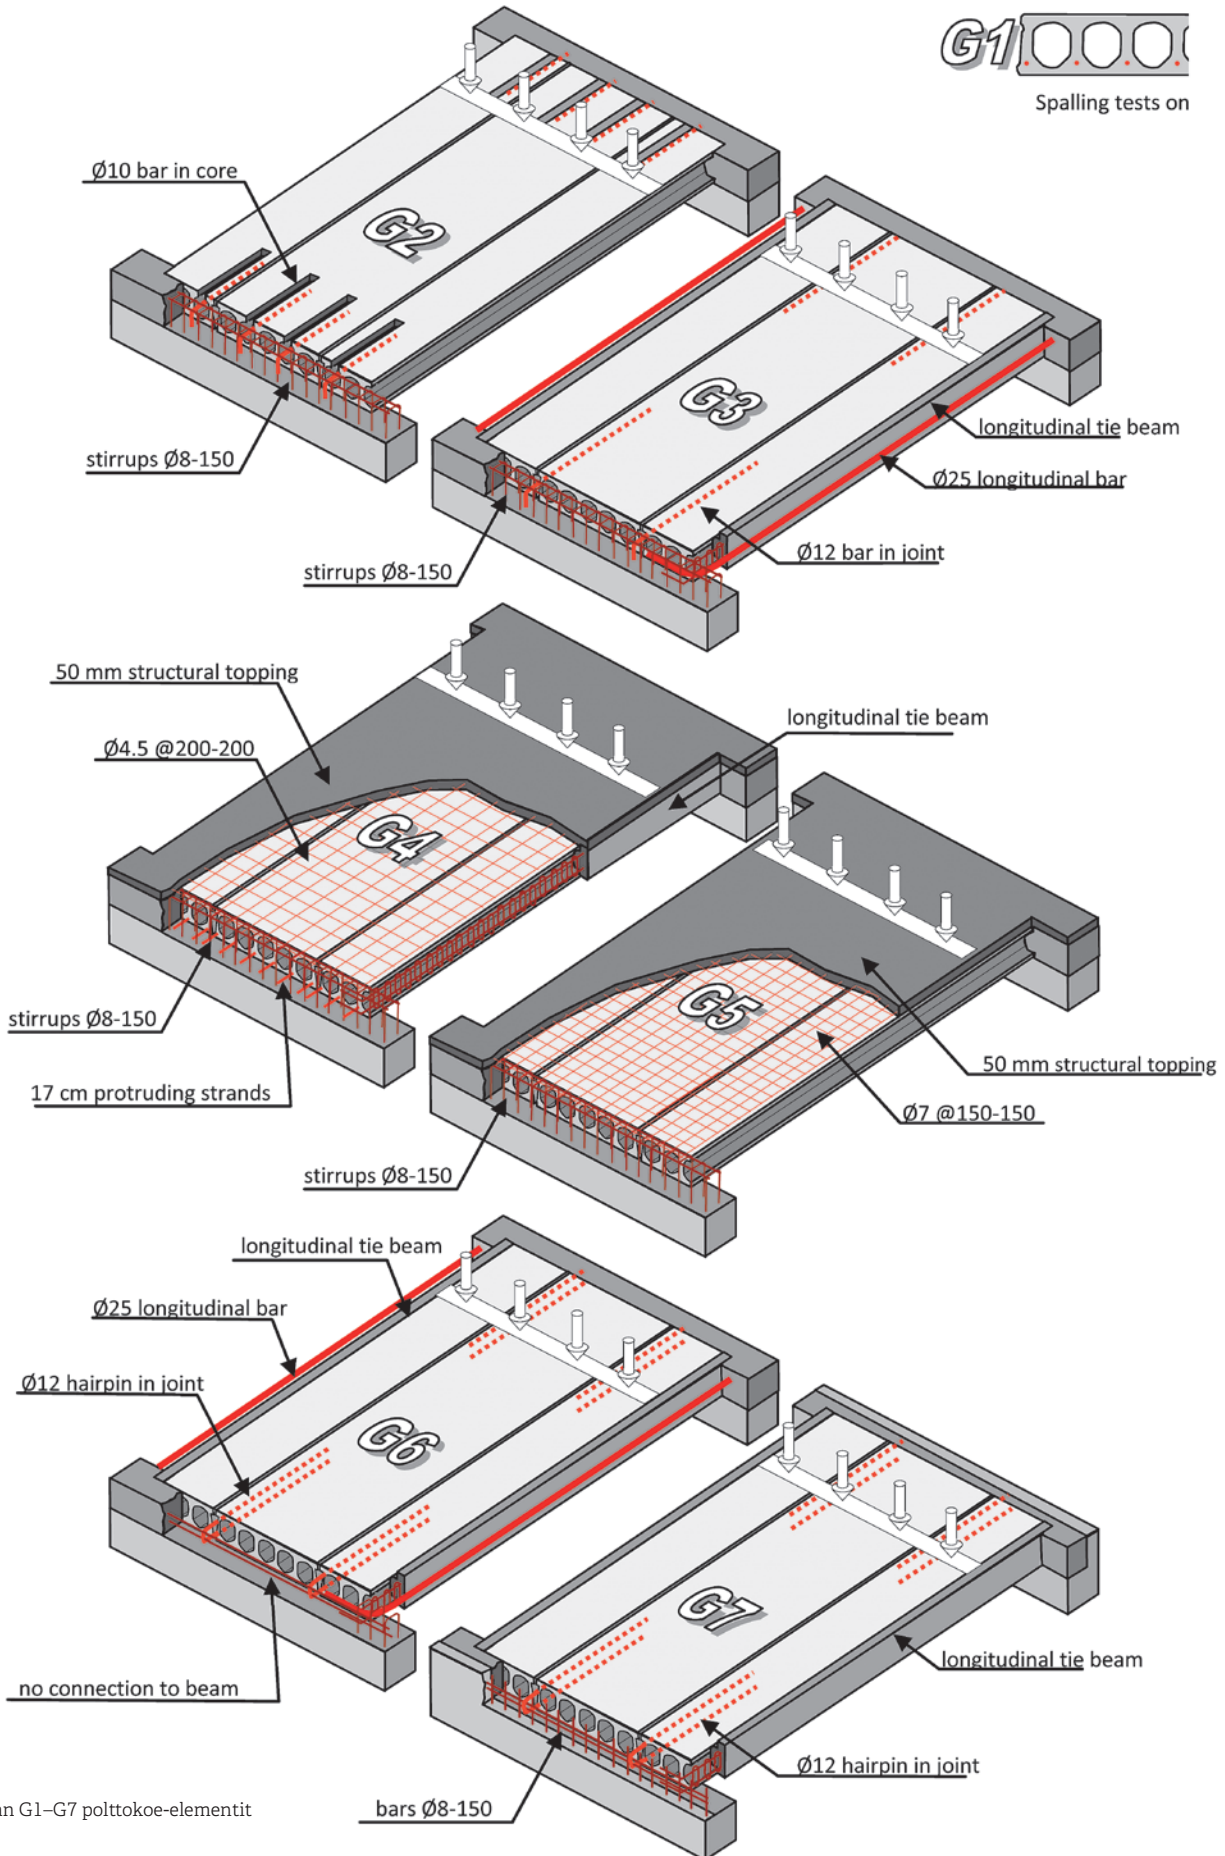 G1
Spalling tests on
Ø10 bar in core
G2
stirrups Ø8-150
G3
longitudinal tie beam
Ø25 longitudinal bar
Ø12 bar in joint
stirrups Ø8-150
50 mm structural topping
Ø4.5 @200-200
longitudinal tie beam
G4
stirrups Ø8-150
17 cm protruding strands
G5
50 mm structural topping
Ø7 @150-150
stirrups Ø8-150
longitudinal tie beam
Ø25 longitudinal bar
Ø12 hairpin in joint
G6
no connection to beam
G7
longitudinal tie beam
Ø12 hairpin in joint
bars Ø8-150
G1–G7 polttokoe-elementit